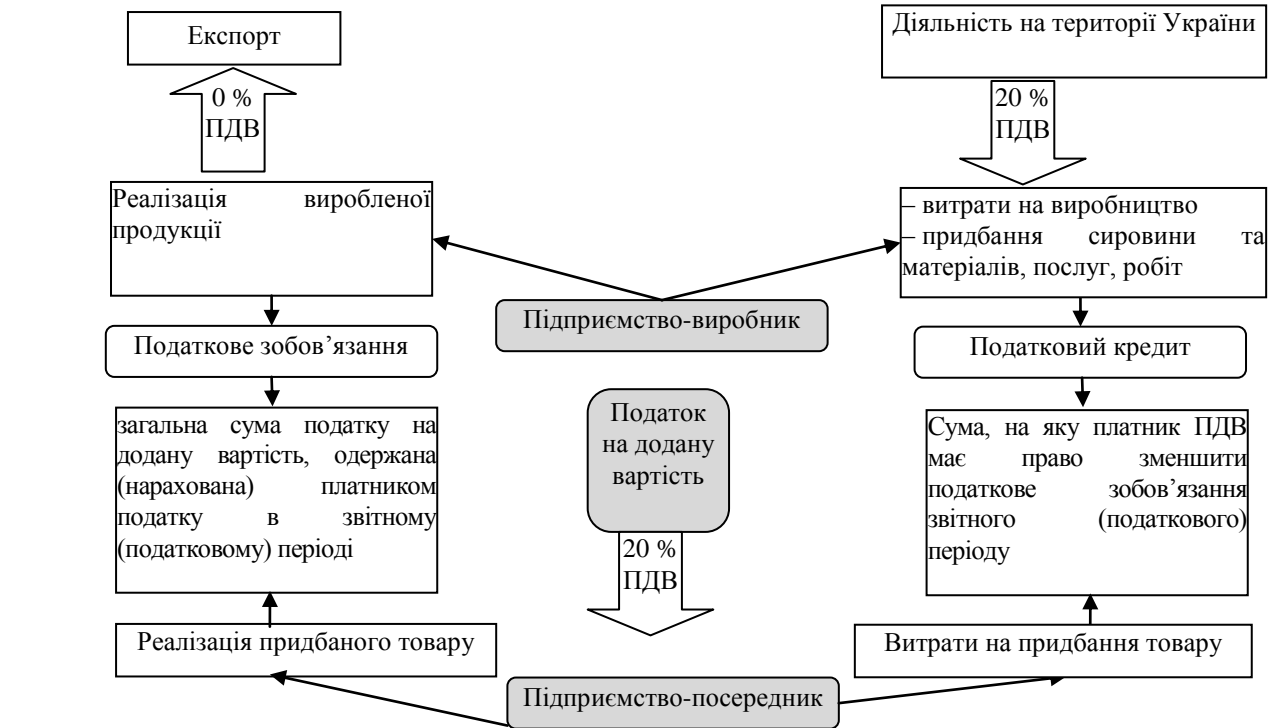 Експорт
Діяльність на території України
0 %
ПДВ
20 %
ПДВ
Реалізація виробленої
продукції
– витрати на виробництво
– придбання сировини та
матеріалів, послуг, робіт
Підприємство-виробник
Податкове зобов’язання
Податковий кредит
загальна сума податку на
додану вартість, одержана
(нарахована) платником
податку в звітному
(податковому) періоді
Податок
на додану
вартість
Сума, на яку платник ПДВ
має право зменшити
податкове зобов’язання
звітного (податкового)
періоду
20 %
ПДВ
Реалізація придбаного товару
Витрати на придбання товару
Підприємство-посередник